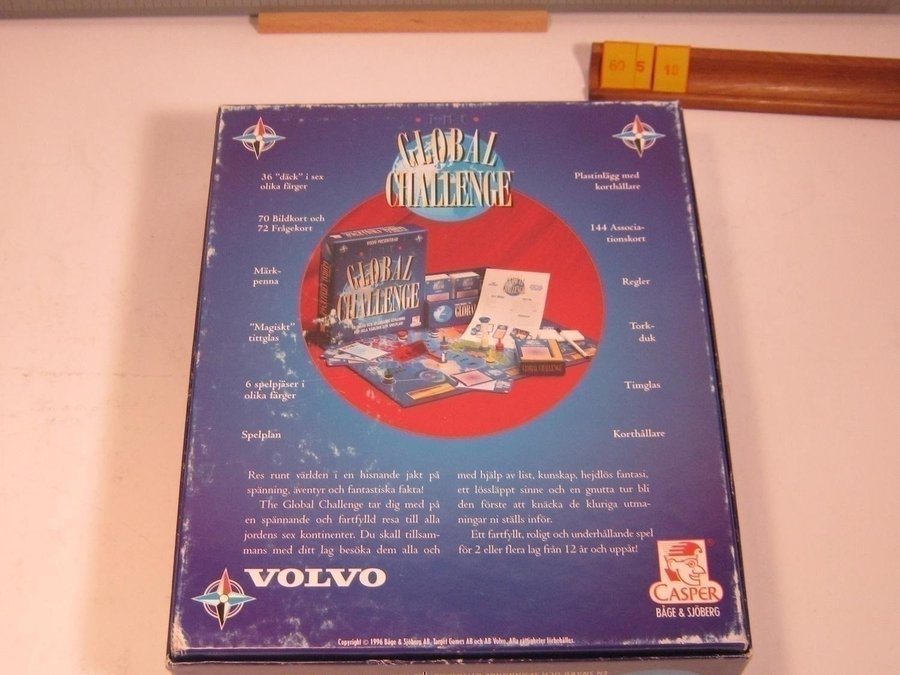 60 5 18
THE
GLOBAL
CHALLENGE
36 "däck" i sex
olika färger
70 Bildkort och
72 Frågekort
Märk-
penna
"Magiskt"
tittglas
6 spelpjäser i
olika färger
Spelplan
Plastinlägg med
korthållare
144 Associa-
tionskort
Regler
Tork-
duk
Timglas
Korthållare
VOLVO PRESENTERAR
GLOBAL
CHALLENGE
GLOBAL
GLOBAL CHALLENGE
Res runt världen i en hisnande jakt på
spänning, äventyr och fantastiska fakta!
The Global Challenge tar dig med på
en spännande och fartfylld resa till alla
jordens sex kontinenter. Du skall tillsam-
mans med ditt lag besöka dem alla och
med hjälp av list, kunskap, hejdlös fantasi,
ett lössläppt sinne och en gnutta tur bli
den förste att knäcka de kluriga utma-
ningar ni ställs inför.
Ett fartfyllt, roligt och underhållande spel
för 2 eller flera lag från 12 år och uppåt!
VOLVO
CASPER
BÅGE & SJÖBERG
Copyright © 1996 Båge & Sjöberg AB, Target Games AB och AB Volvo. Alla rättigheter förbehålles.